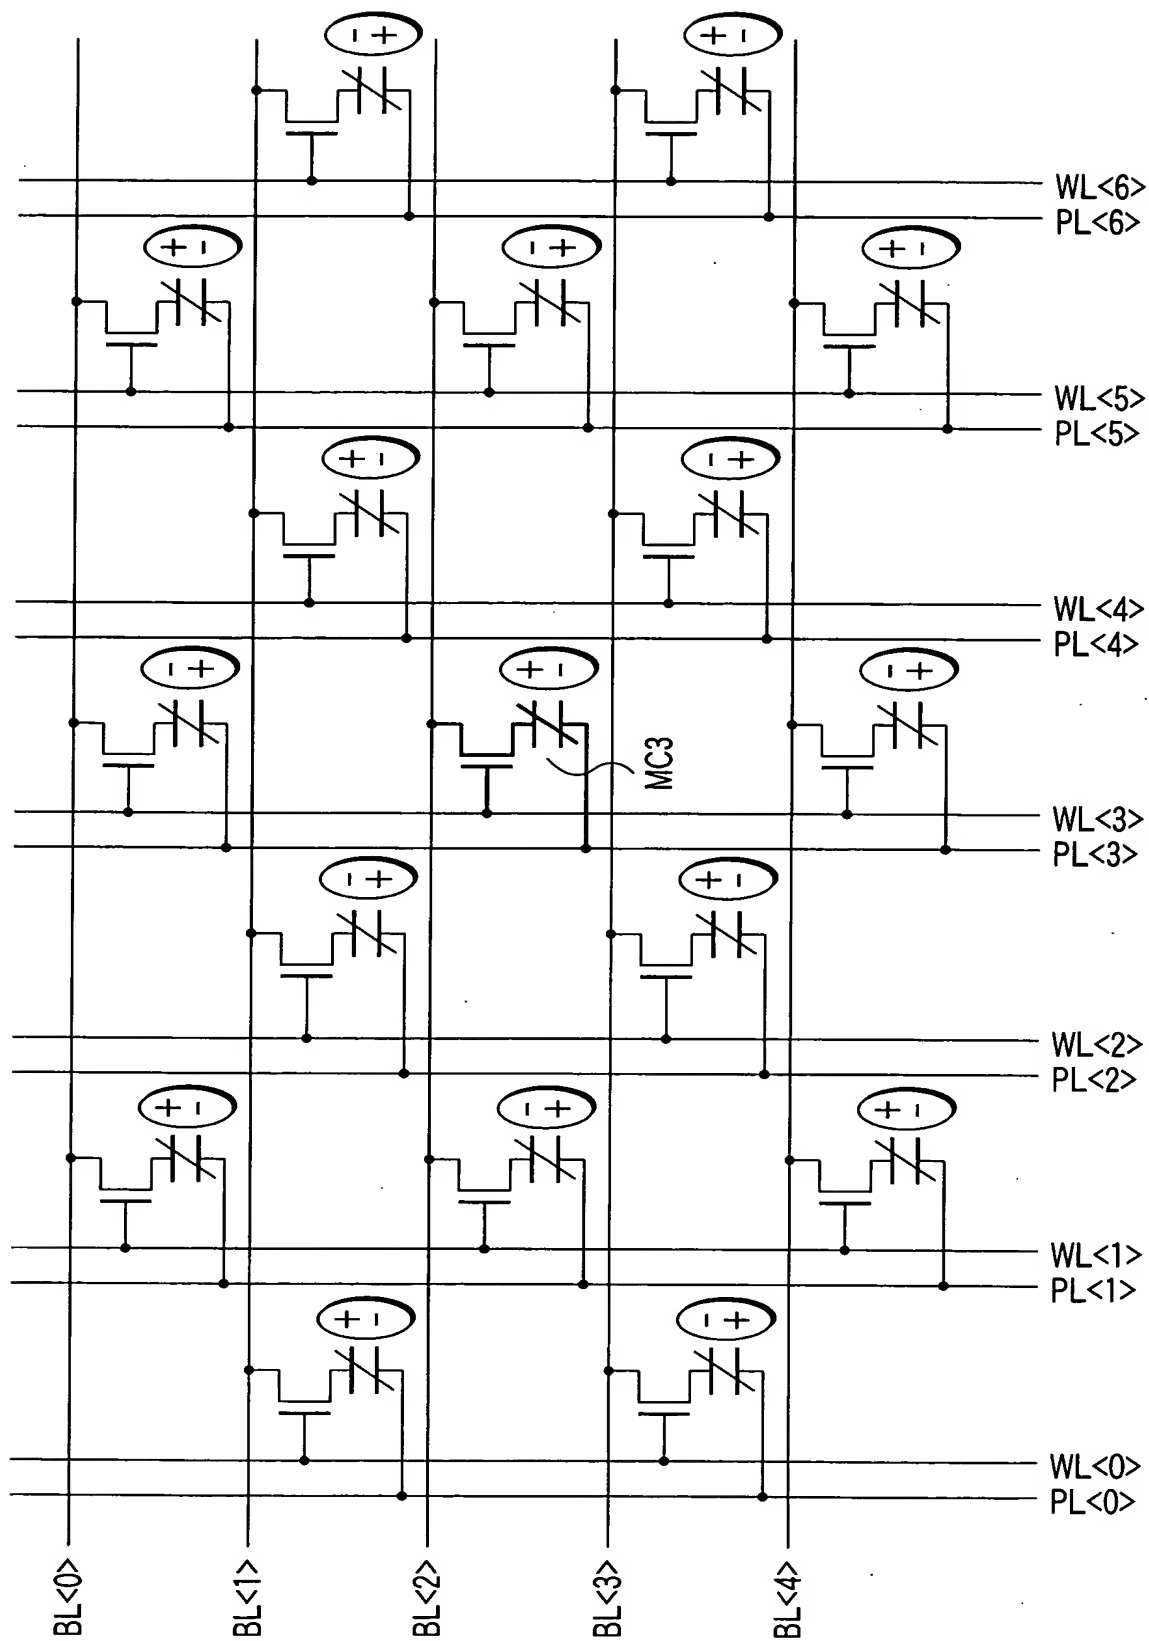 - +
+ -
WL<6>
PL<6>
+ -
- +
+ -
WL<5>
PL<5>
+ -
- +
WL<4>
PL<4>
- +
+ -
- +
MC3
WL<3>
PL<3>
- +
+ -
WL<2>
PL<2>
+ -
- +
+ -
WL<1>
PL<1>
+ -
- +
WL<0>
PL<0>
BL<0>
BL<1>
BL<2>
BL<3>
BL<4>